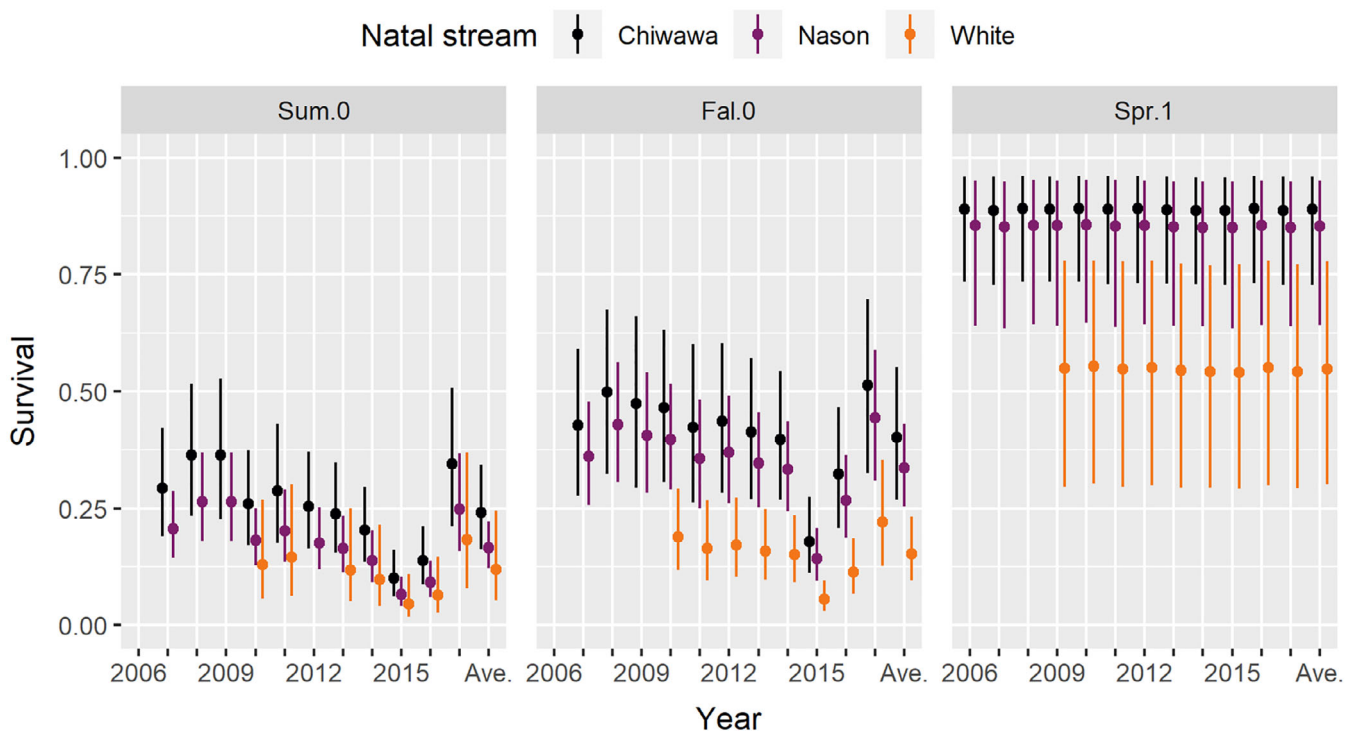 Natal stream Chiwawa Nason White
Sum.0 Fal.0 Spr.1
1.00
0.75
0.50
0.25
0.00
Survival
2006 2009 2012 2015 Ave. 2006 2009 2012 2015 Ave. 2006 2009 2012 2015 Ave.
Year